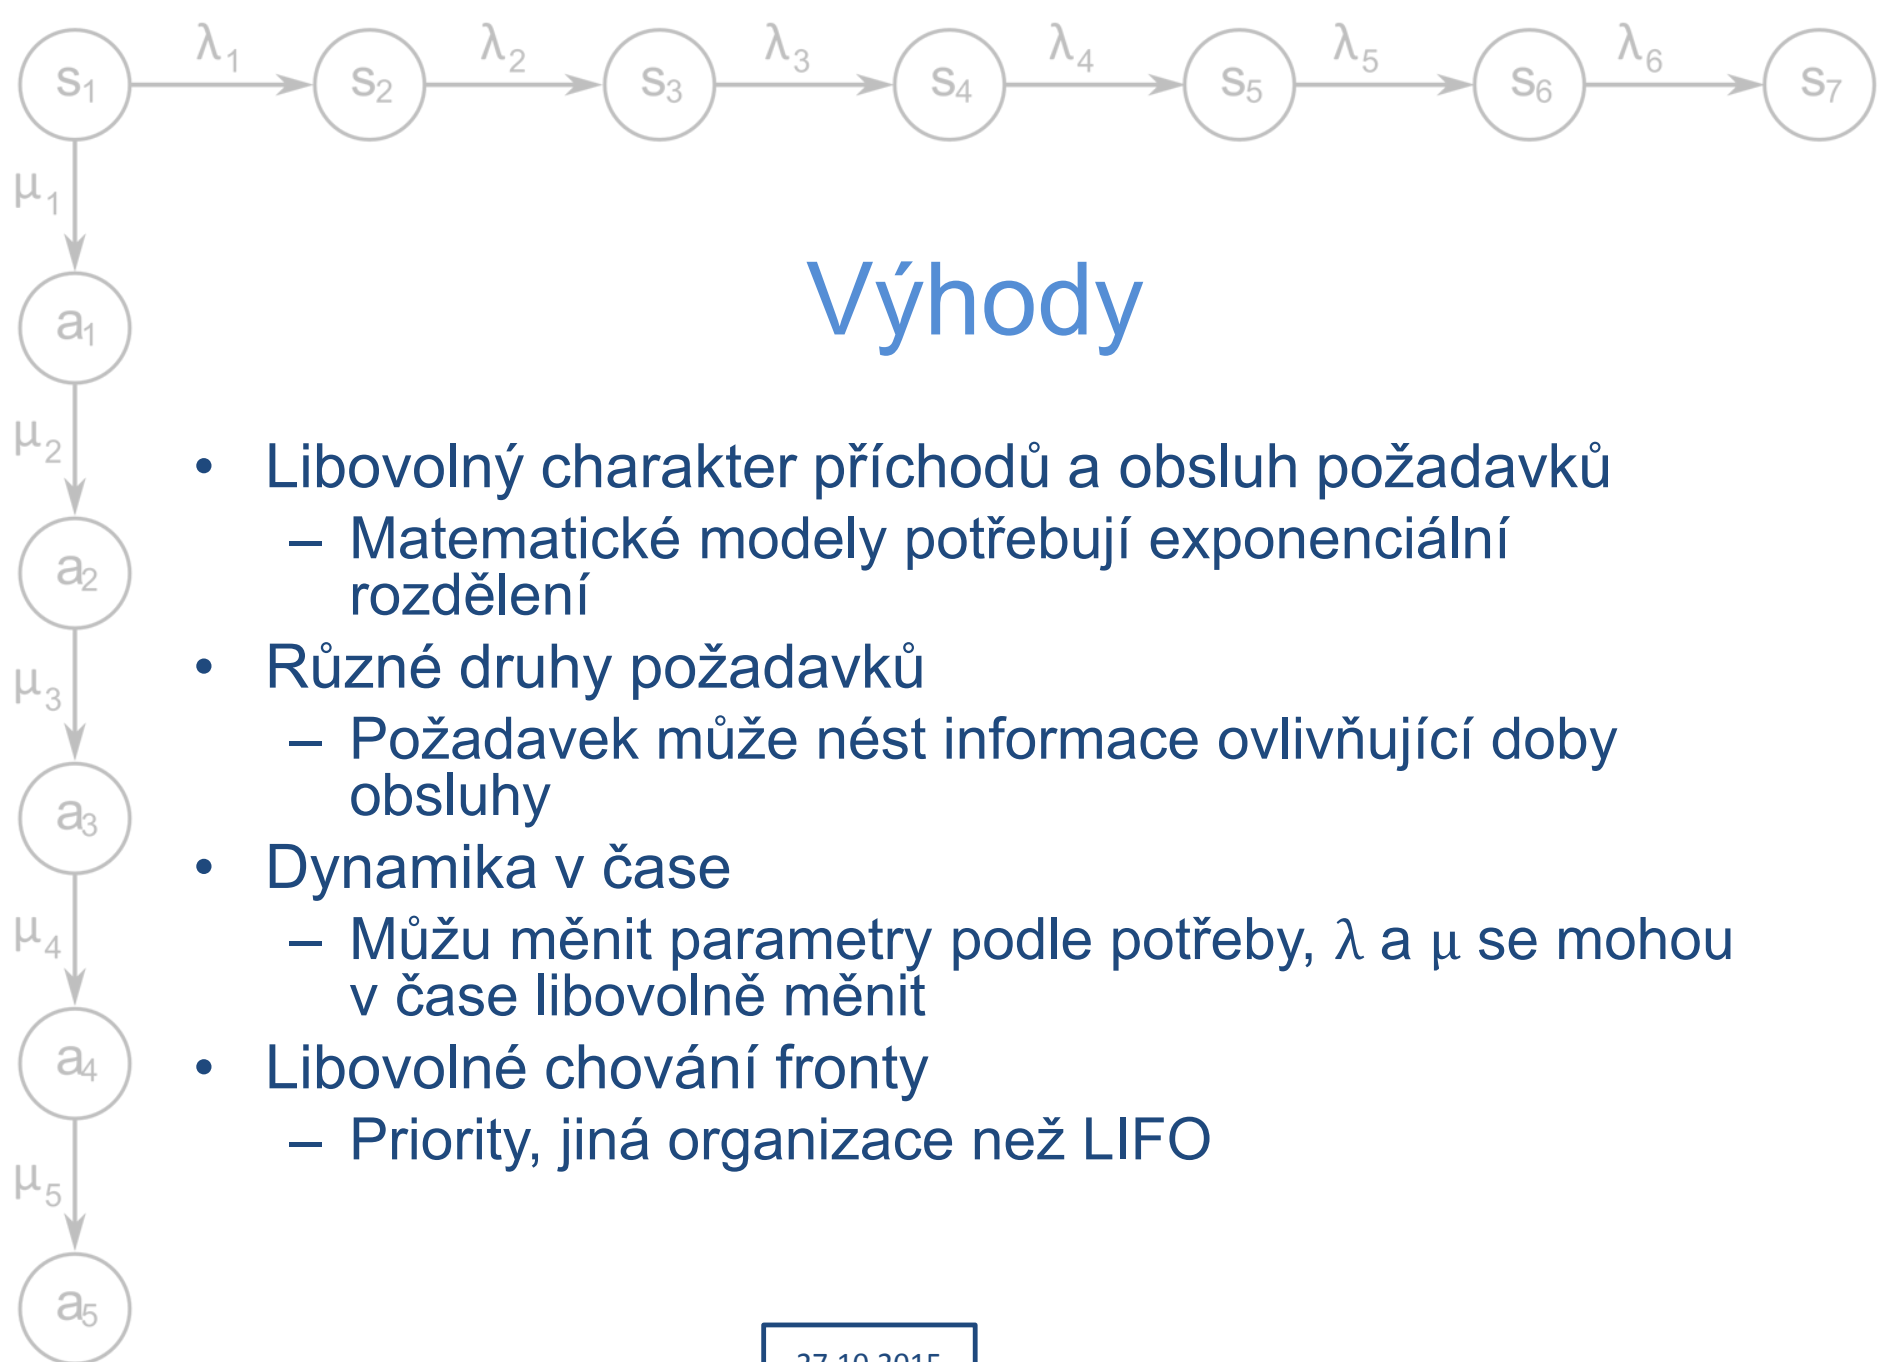 s1 λ1 s2 λ2 s3 λ3 s4 λ4 s5 λ5 s6 λ6 s7
μ1
a1
μ2
a2
μ3
a3
μ4
a4
μ5
a5
Výhody
• Libovolný charakter příchodů a obsluh požadavků
– Matematické modely potřebují exponenciální
rozdělení
• Různé druhy požadavků
– Požadavek může nést informace ovlivňující doby
obsluhy
• Dynamika v čase
– Můžu měnit parametry podle potřeby, λ a μ se mohou
v čase libovolně měnit
• Libovolné chování fronty
– Priority, jiná organizace než LIFO
27.10.2015